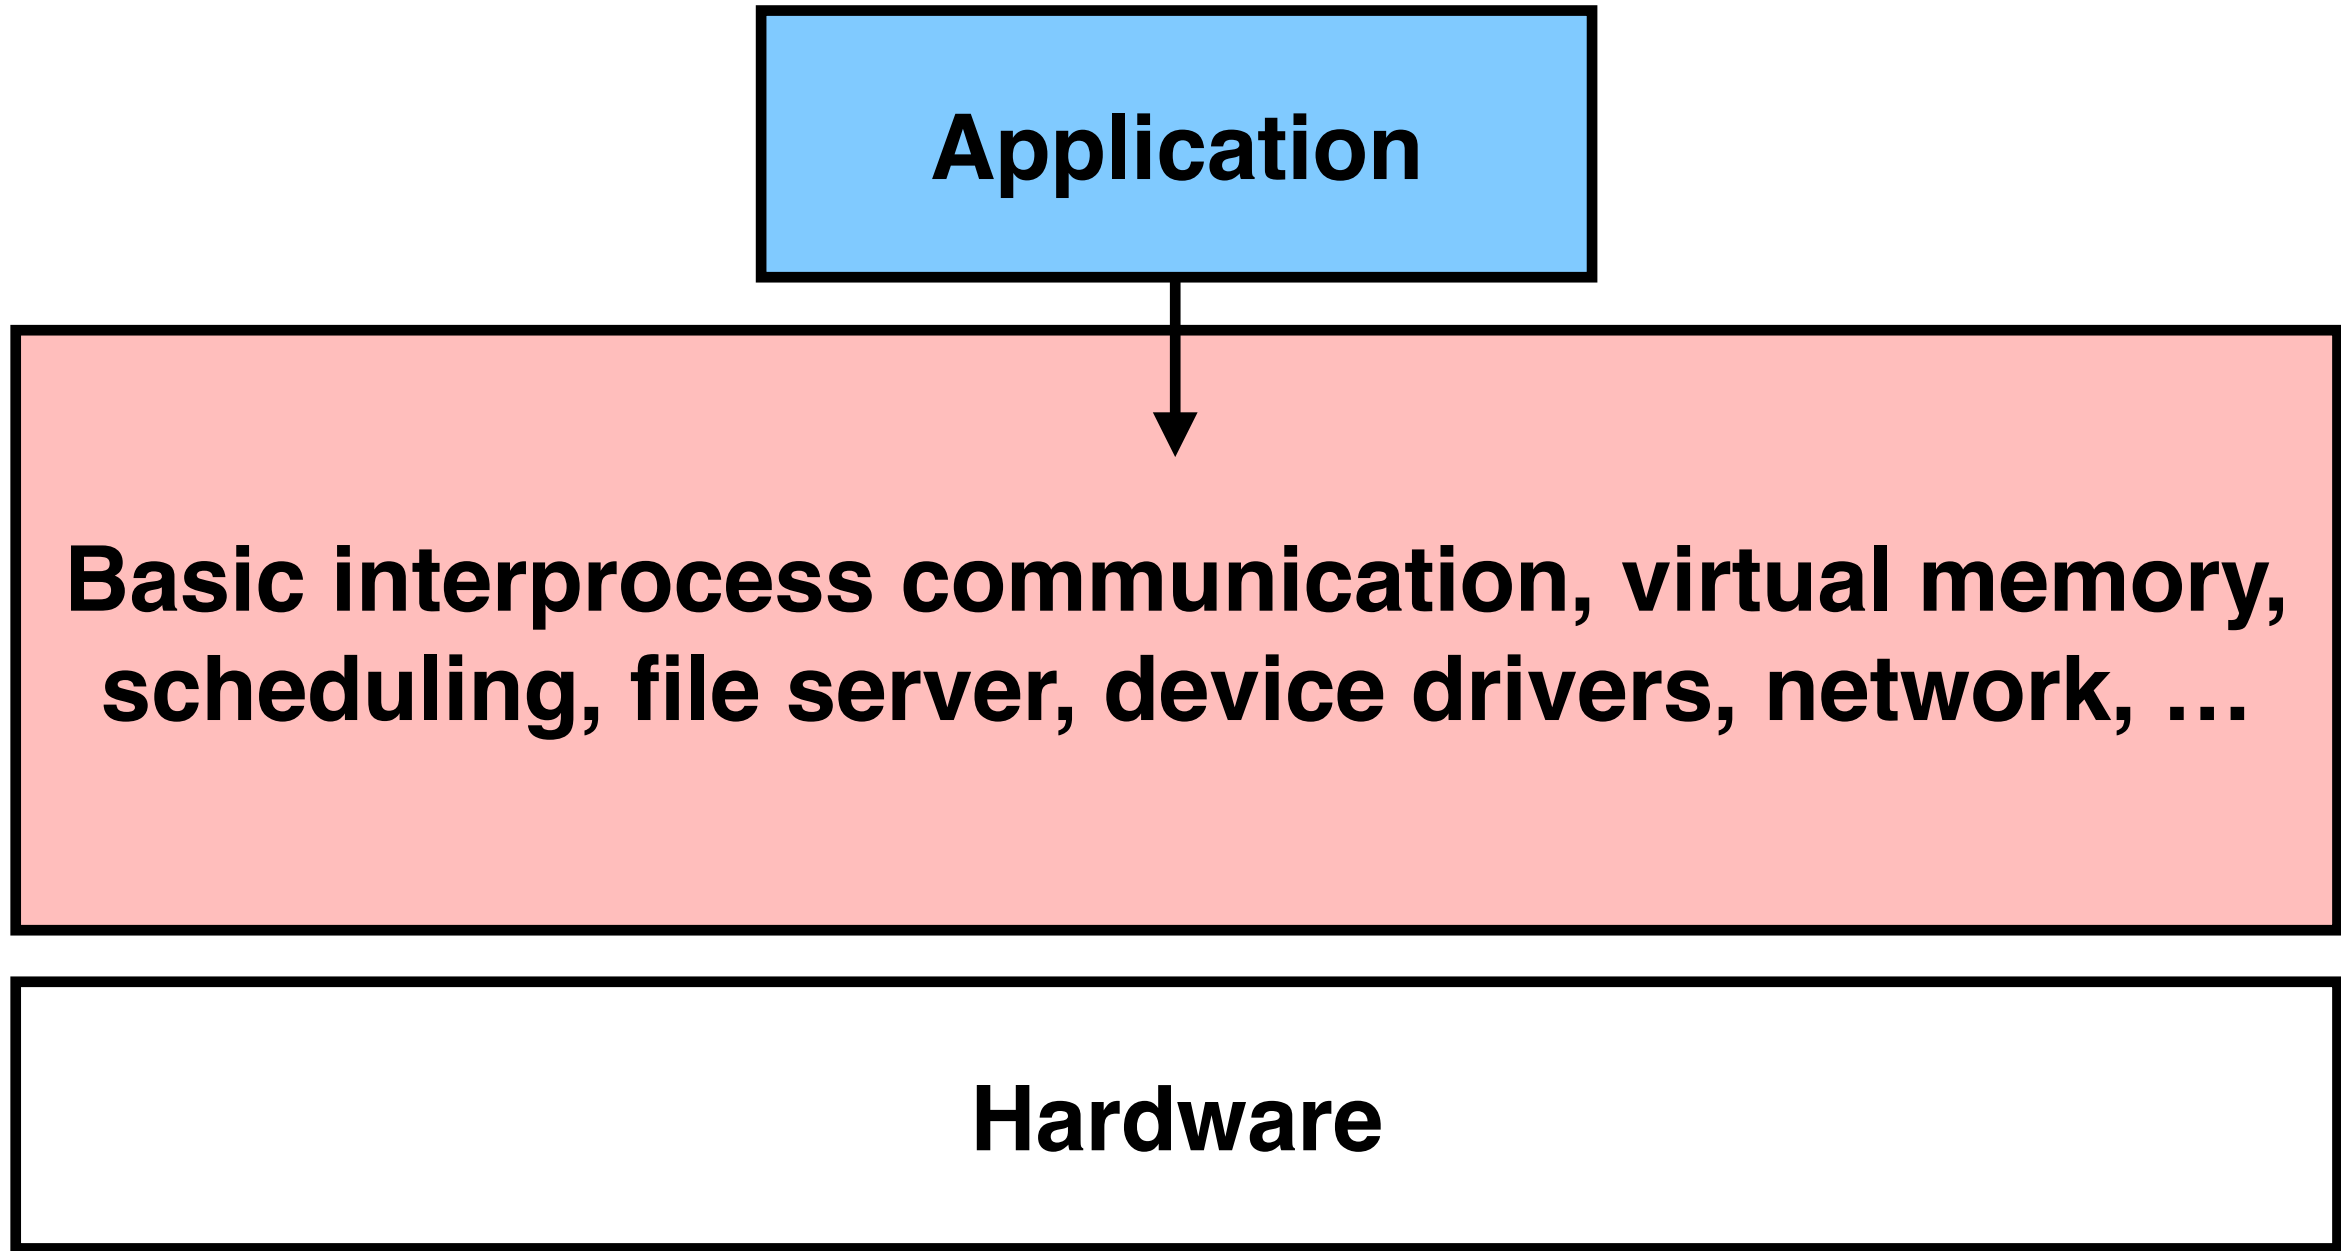 Application
Basic interprocess communication, virtual memory,
scheduling, file server, device drivers, network, …
Hardware